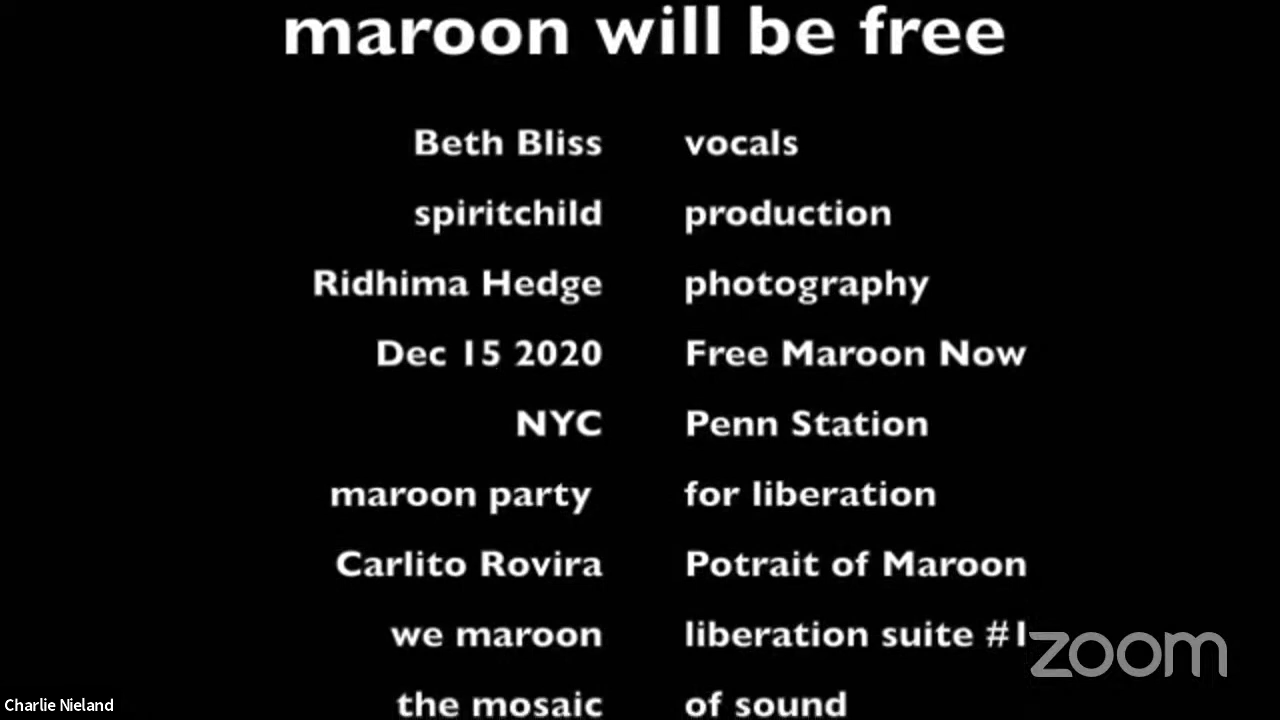 maroon will be free
Beth Bliss vocals
spiritchild production
Ridhima Hedge photography
Dec 15 2020 Free Maroon Now
NYC Penn Station
maroon party for liberation
Carlito Rovira Potrait of Maroon
we maroon liberation suite #1
the mosaic of sound
zoom
Charlie Nieland